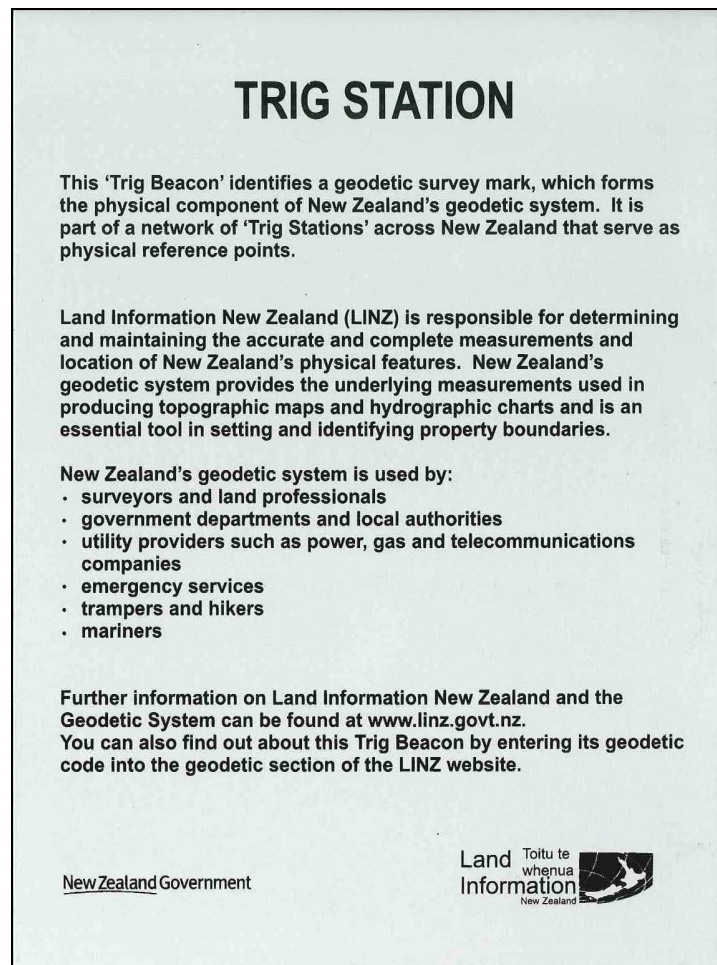 TRIG STATION
This ‘Trig Beacon’ identifies a geodetic survey mark, which forms
the physical component of New Zealand’s geodetic system.  It is
part of a network of ‘Trig Stations’ across New Zealand that serve as
physical reference points.
Land Information New Zealand (LINZ) is responsible for determining
and maintaining the accurate and complete measurements and
location of New Zealand’s physical features.  New Zealand’s
geodetic system provides the underlying measurements used in
producing topographic maps and hydrographic charts and is an
essential tool in setting and identifying property boundaries.
New Zealand’s geodetic system is used by:
· surveyors and land professionals
· government departments and local authorities
· utility providers such as power, gas and telecommunications
companies
· emergency services
· trampers and hikers
· mariners
Further information on Land Information New Zealand and the
Geodetic System can be found at www.linz.govt.nz.
You can also find out about this Trig Beacon by entering its geodetic
code into the geodetic section of the LINZ website.
New Zealand Government
Land Toitu te
whenua
Information
New Zealand